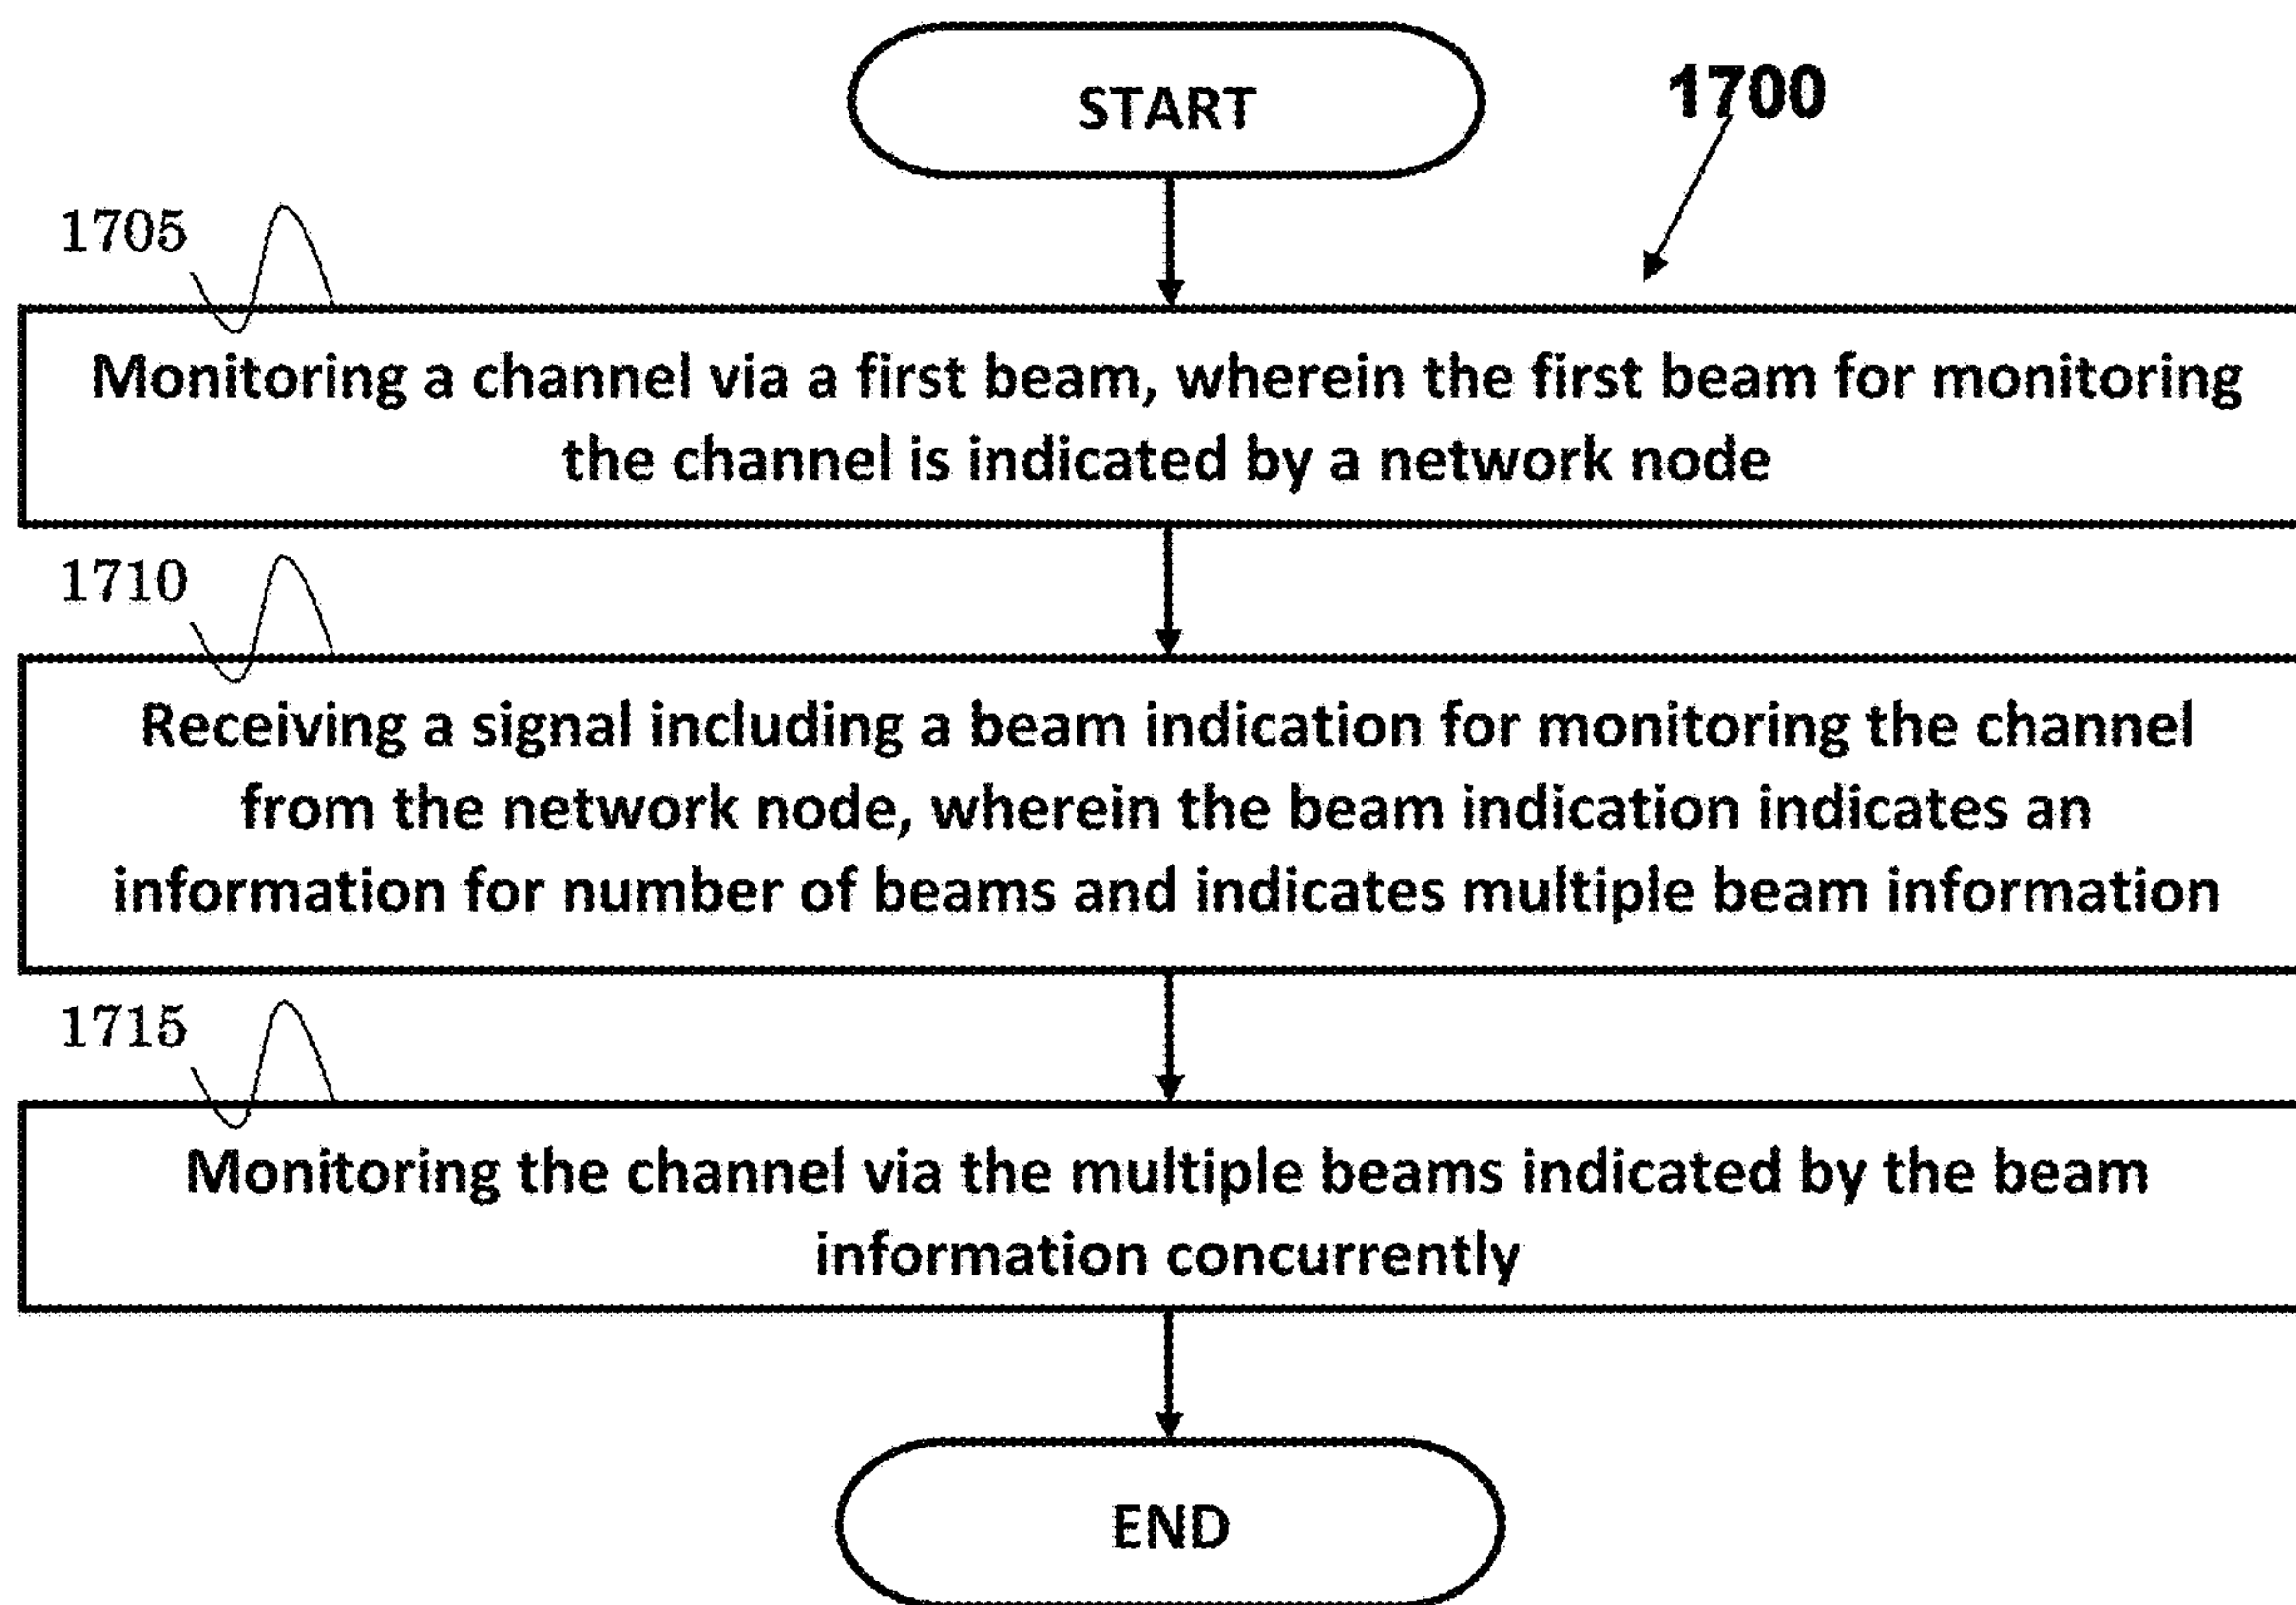 START
1700
1705
Monitoring a channel via a first beam, wherein the first beam for monitoring
the channel is indicated by a network node
1710
Receiving a signal including a beam indication for monitoring the channel
from the network node, wherein the beam indication indicates an
information for number of beams and indicates multiple beam information
1715
Monitoring the channel via the multiple beams indicated by the beam
information concurrently
END